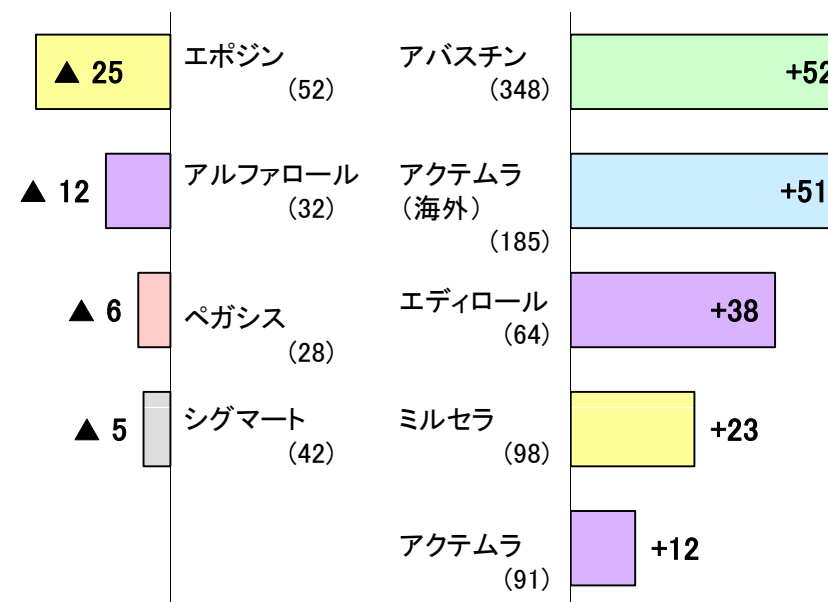 ▲ 25
エポジン
(52)
▲ 12
アルファロール
(32)
▲ 6
ペガシス
(28)
▲ 5
シグマート
(42)
アバスチン
(348)
+52
アクテムラ
（海外）
(185)
+51
エディロール
(64)
+38
ミルセラ
(98)
+23
アクテムラ
(91)
+12